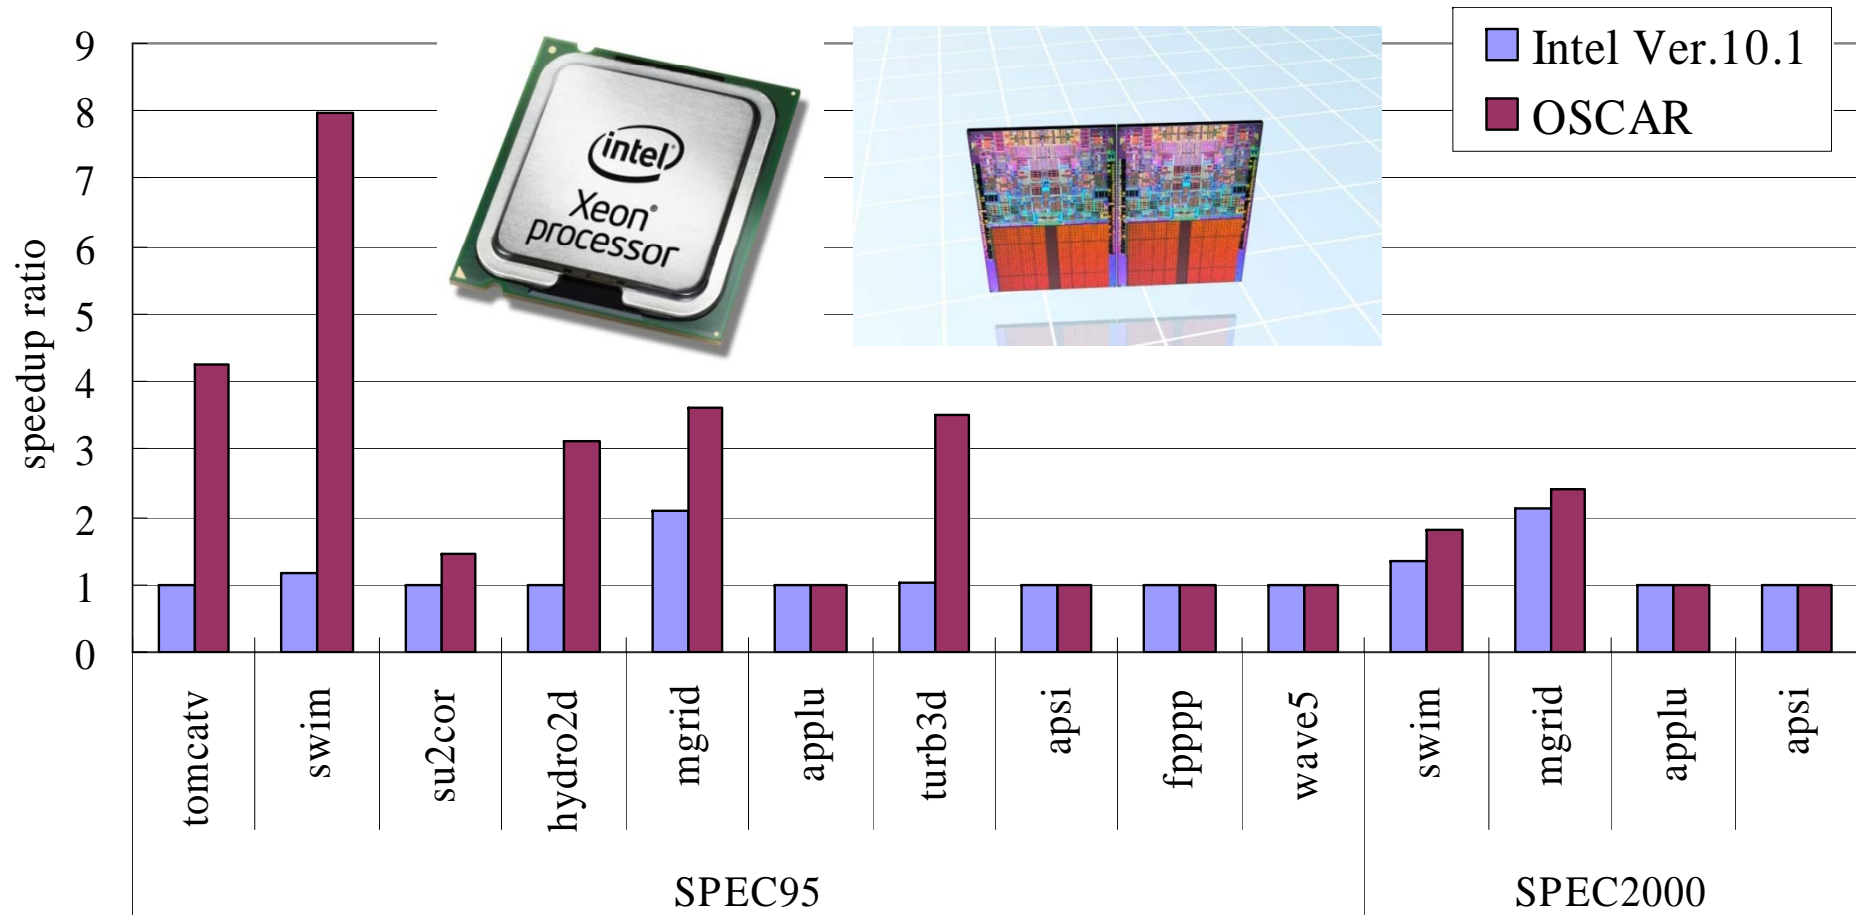 Intel Ver.10.1
OSCAR
intel
Xeon®
processor
speedup ratio
9
8
7
6
5
4
3
2
1
0
tomcatv
swim
su2cor
hydro2d
mgrid
applu
turb3d
apsi
fpppp
wave5
swim
mgrid
applu
apsi
SPEC95
SPEC2000